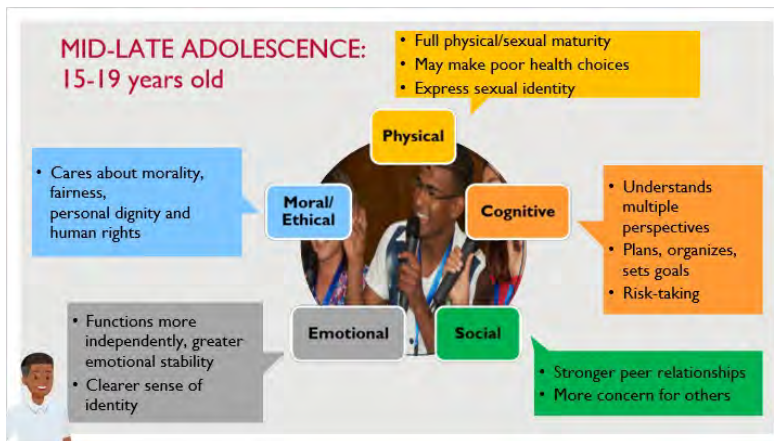 MID-LATE ADOLESCENCE:
15-19 years old
• Full physical/sexual maturity
• May make poor health choices
• Express sexual identity
Physical
• Cares about morality,
fairness,
personal dignity and
human rights
Moral/
Ethical
Cognitive
• Understands
multiple
perspectives
• Plans, organizes,
sets goals
• Risk-taking
• Functions more
independently, greater
emotional stability
• Clearer sense of
identity
Emotional
Social
• Stronger peer relationships
• More concern for others